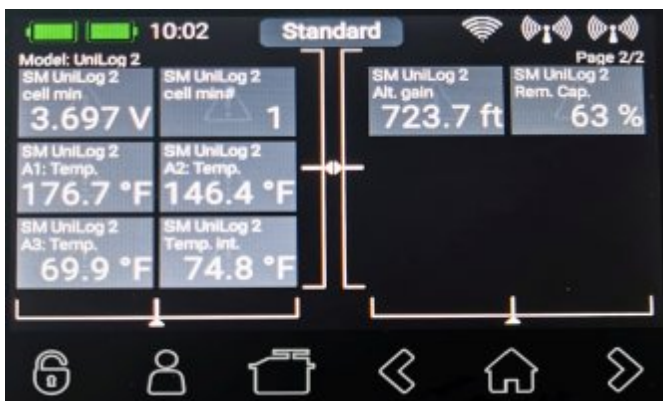 10:02
Standard
Model: UniLog 2
Page 2/2
SM UniLog 2
cell min
3.697 V
SM UniLog 2
cell min#
1
SM UniLog 2
Alt. gain
723.7 ft
SM UniLog 2
Rem. Cap.
63 %
SM UniLog 2
A1: Temp.
176.7 °F
SM UniLog 2
A2: Temp.
146.4 °F
SM UniLog 2
A3: Temp.
69.9 °F
SM UniLog 2
Temp. int.
74.8 °F